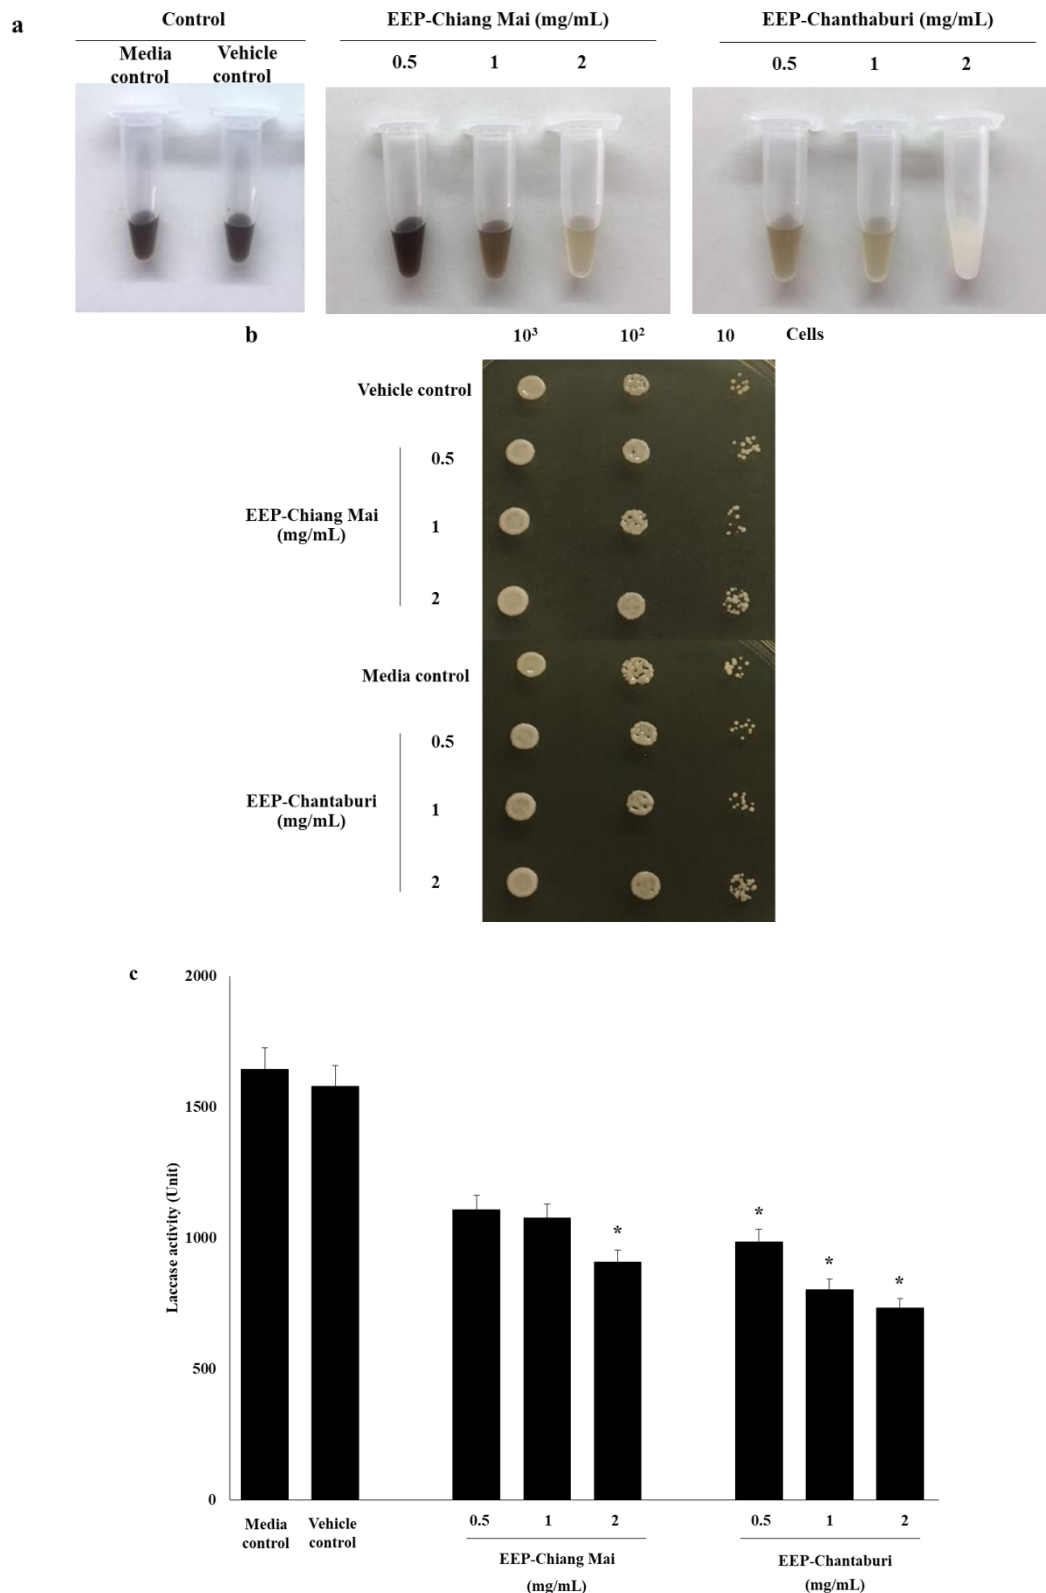 a
Control
EEP-Chiang Mai (mg/mL)
EEP-Chanthaburi (mg/mL)
Media control
Vehicle control
0.5 1 2
0.5 1 2
b
10³ 10² 10 Cells
Vehicle control
0.5
EEP-Chiang Mai
(mg/mL)
1
2
Media control
0.5
EEP-Chantaburi
(mg/mL)
1
2
c
Laccase activity (Unit)
2000
1500
1000
500
0
* * * *
Media control
Vehicle control
0.5 1 2
0.5 1 2
EEP-Chiang Mai
(mg/mL)
EEP-Chantaburi
(mg/mL)